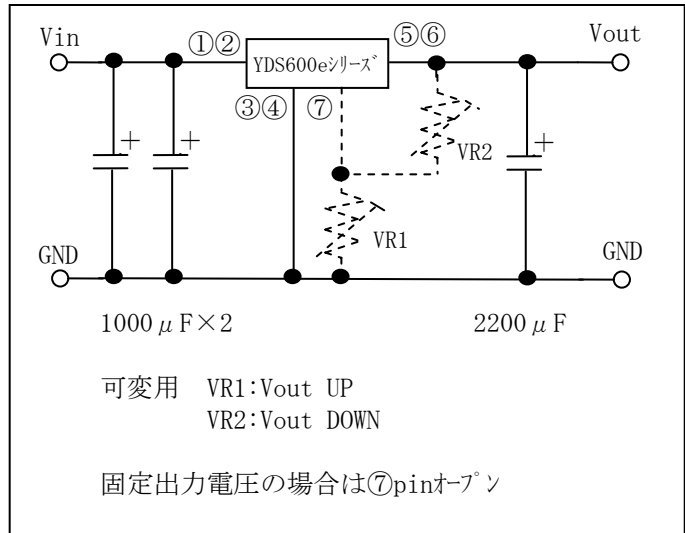 Vin ①② YDS600eシリーズ ⑤⑥ Vout
③④ ⑦
+ + VR2 +
VR1
GND GND
1000μF×2 2200μF
可変用 VR1:Vout UP
VR2:Vout DOWN
固定出力電圧の場合は⑦pinオープン